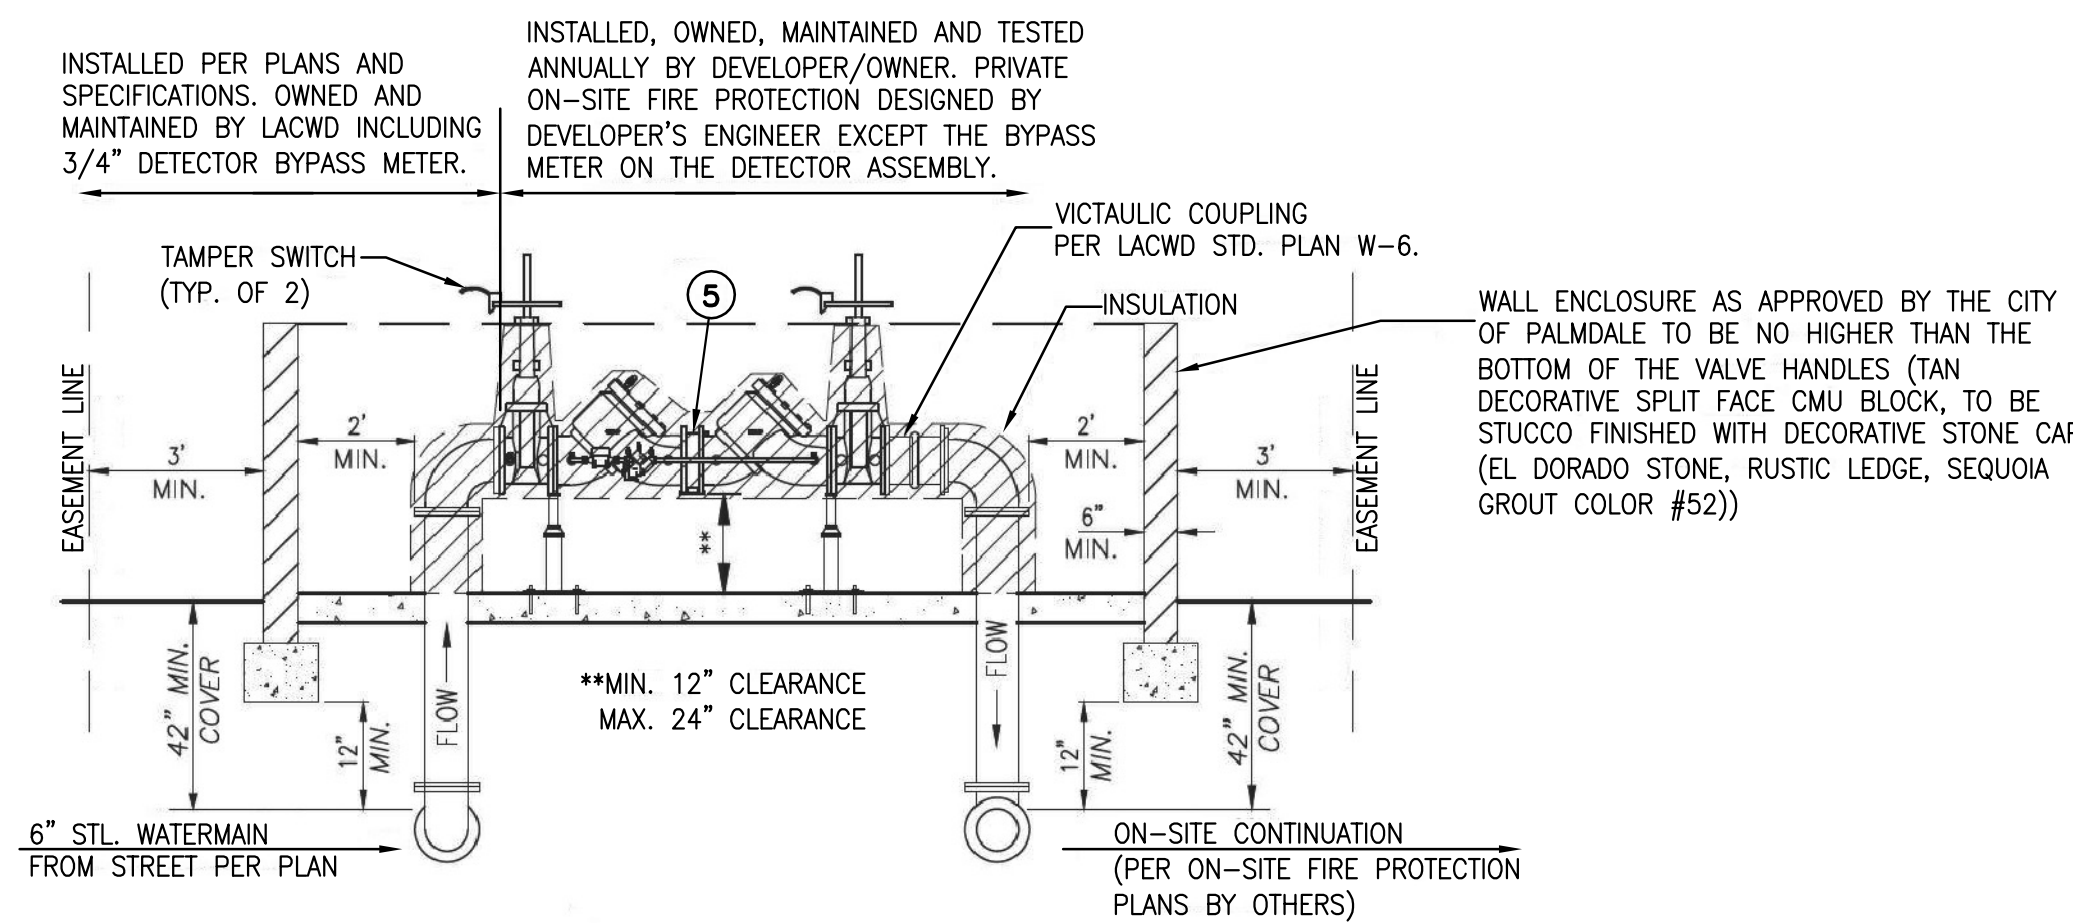 INSTALLED PER PLANS AND
SPECIFICATIONS. OWNED AND
MAINTAINED BY LACWD INCLUDING
3/4" DETECTOR BYPASS METER.
INSTALLED, OWNED, MAINTAINED AND TESTED
ANNUALLY BY DEVELOPER/OWNER. PRIVATE
ON-SITE FIRE PROTECTION DESIGNED BY
DEVELOPER'S ENGINEER EXCEPT THE BYPASS
METER ON THE DETECTOR ASSEMBLY.
TAMPER SWITCH
(TYP. OF 2)
5
VICTAULIC COUPLING
PER LACWD STD. PLAN W-6.
INSULATION
WALL ENCLOSURE AS APPROVED BY THE CITY
OF PALMDALE TO BE NO HIGHER THAN THE
BOTTOM OF THE VALVE HANDLES (TAN
DECORATIVE SPLIT FACE CMU BLOCK, TO BE
STUCCO FINISHED WITH DECORATIVE STONE CAP
(EL DORADO STONE, RUSTIC LEDGE, SEQUOIA
GROUT COLOR #52))
EASEMENT LINE
3'
MIN.
2'
MIN.
**
2'
MIN.
6"
MIN.
3'
MIN.
EASEMENT LINE
42" MIN.
COVER
12"
MIN.
FLOW
**MIN. 12" CLEARANCE
MAX. 24" CLEARANCE
FLOW
12"
MIN.
42" MIN.
COVER
6" STL. WATERMAIN
FROM STREET PER PLAN
ON-SITE CONTINUATION
(PER ON-SITE FIRE PROTECTION
PLANS BY OTHERS)